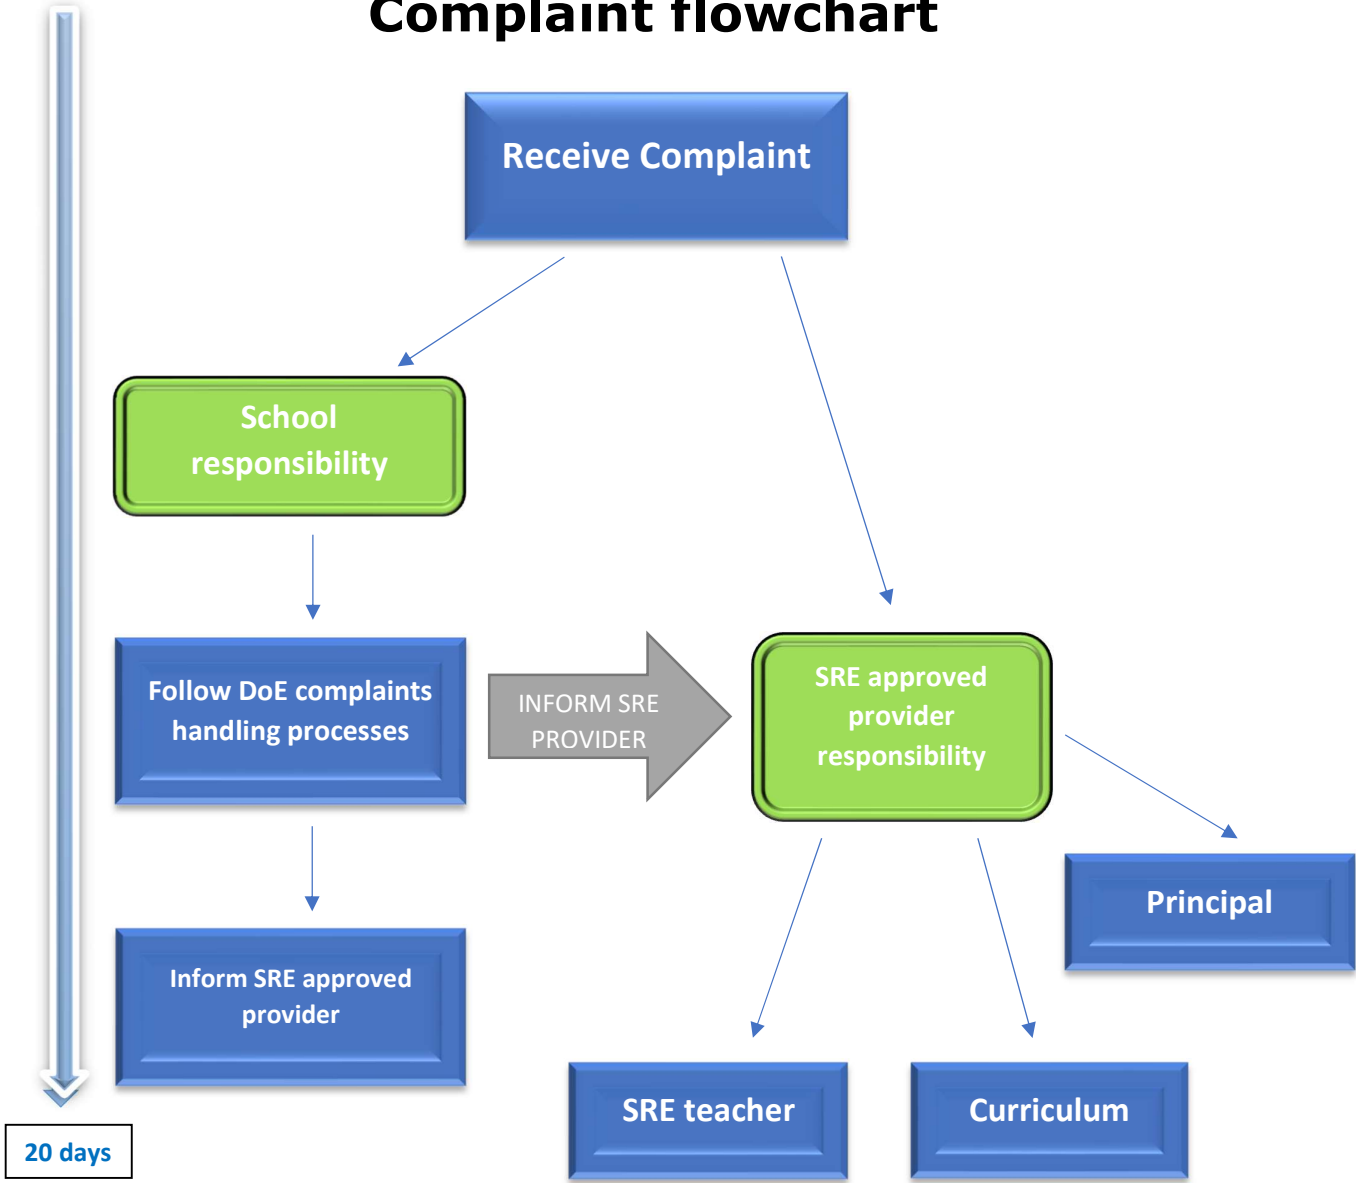 Complaint flowchart
Receive Complaint
School
responsibility
Follow DoE complaints
handling processes
INFORM SRE
PROVIDER
SRE approved
provider
responsibility
Principal
Inform SRE approved
provider
SRE teacher
Curriculum
20 days